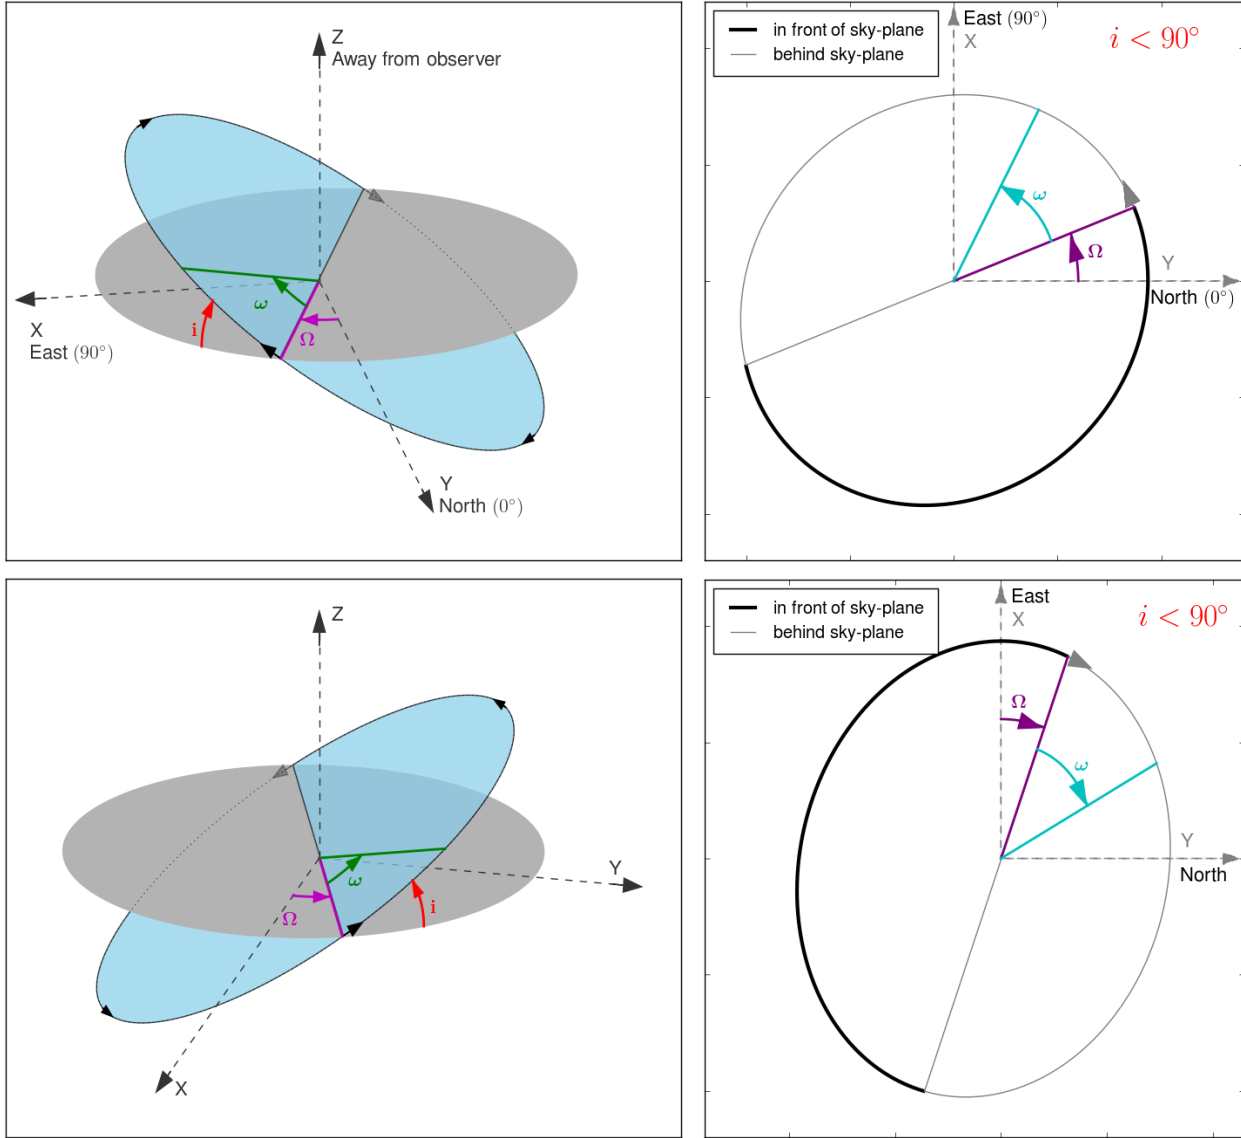 Z
Away from observer
ω
i
Ω
X
East (90°)
Y
North (0°)
in front of sky-plane
behind sky-plane
East (90°)
X
i < 90°
ω
Ω
Y
North (0°)
Z
Y
ω
Ω
i
X
in front of sky-plane
behind sky-plane
East
X
i < 90°
Ω
ω
Y
North